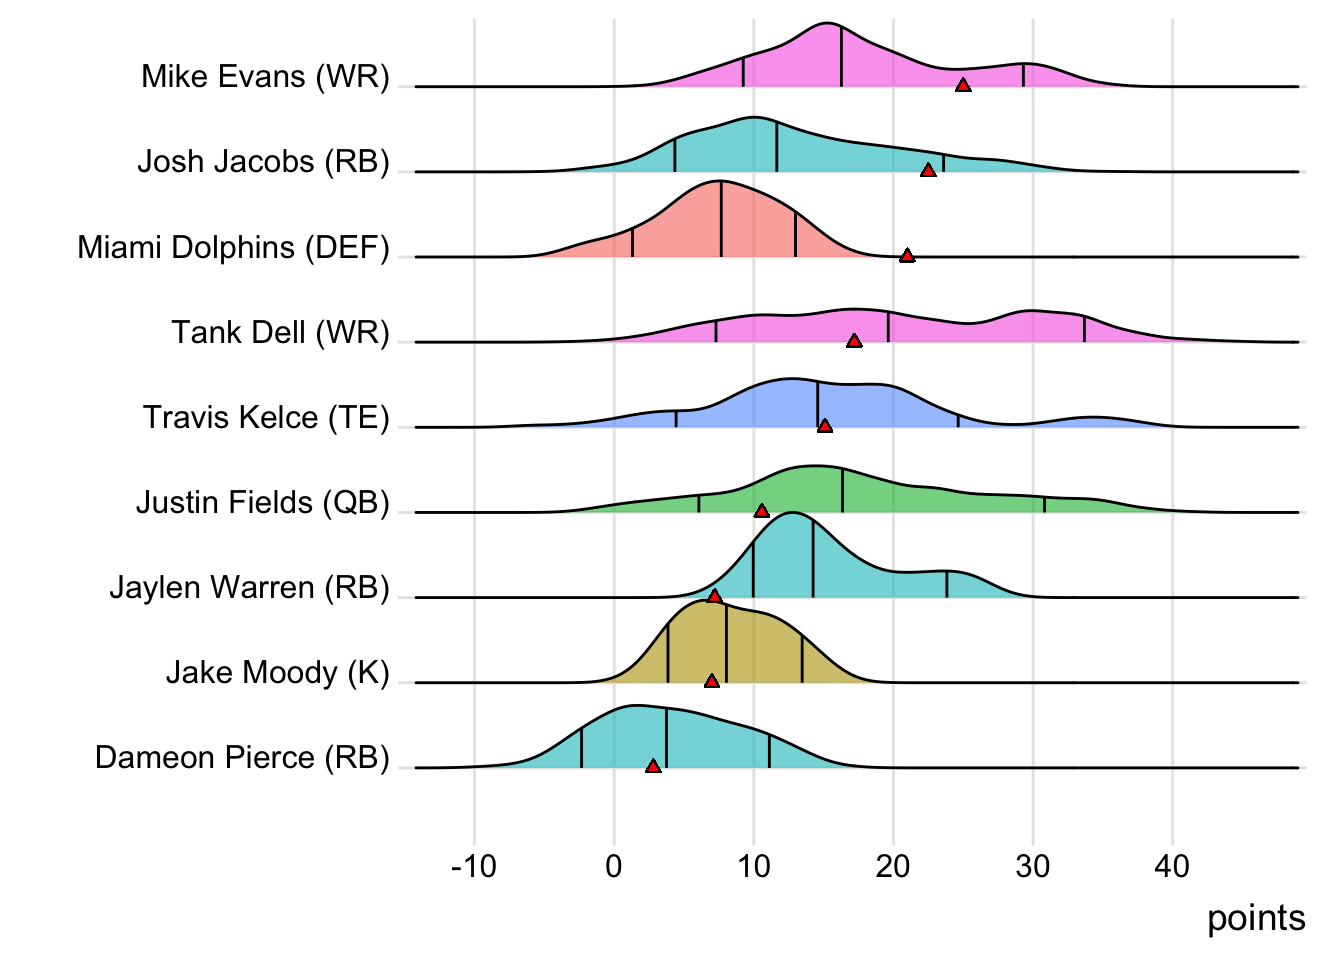 Mike Evans (WR)
Josh Jacobs (RB)
Miami Dolphins (DEF)
Tank Dell (WR)
Travis Kelce (TE)
Justin Fields (QB)
Jaylen Warren (RB)
Jake Moody (K)
Dameon Pierce (RB)
-10 0 10 20 30 40
points